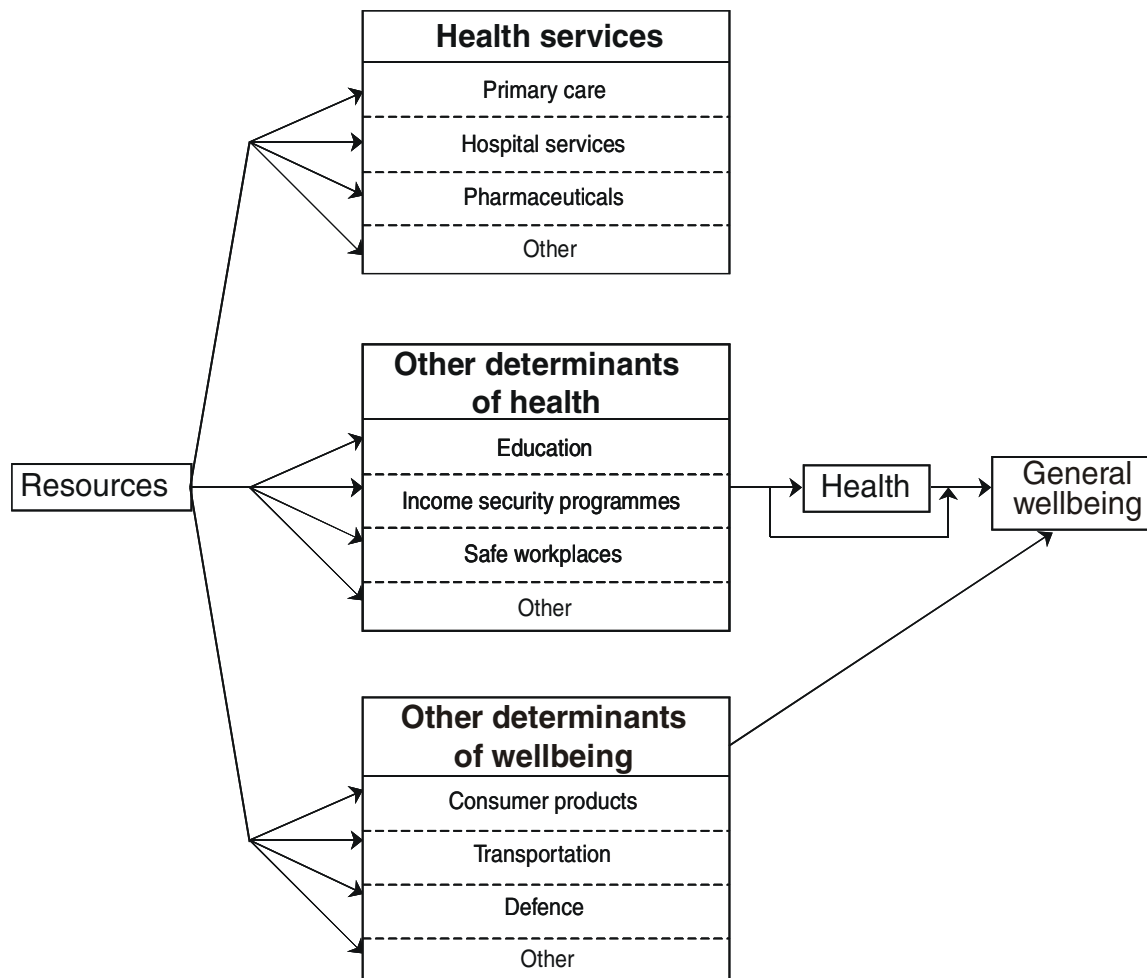 Health services
Primary care
Hospital services
Pharmaceuticals
Other
Other determinants
of health
Education
Income security programmes
Safe workplaces
Other
Resources
Health
General
wellbeing
Other determinants
of wellbeing
Consumer products
Transportation
Defence
Other